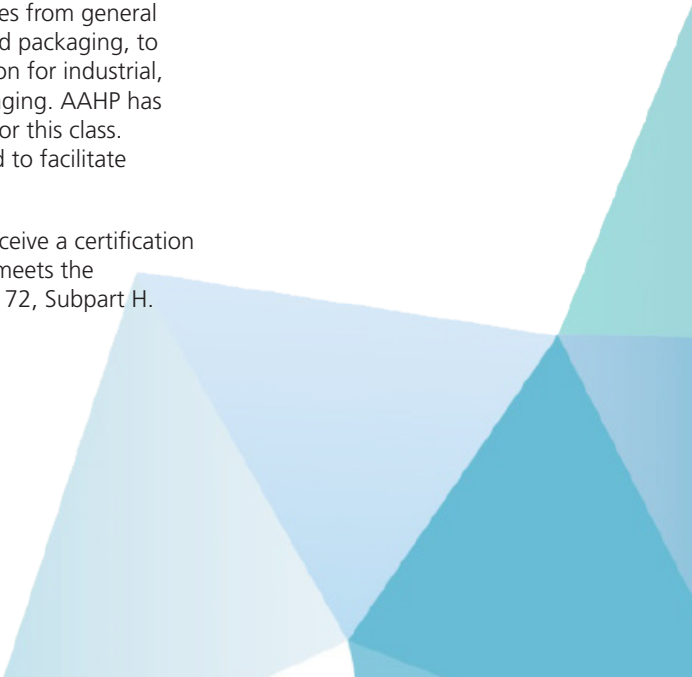 es from general
d packaging, to
on for industrial,
aging. AAHP has
or this class.
d to facilitate
ceive a certification
meets the
72, Subpart H.